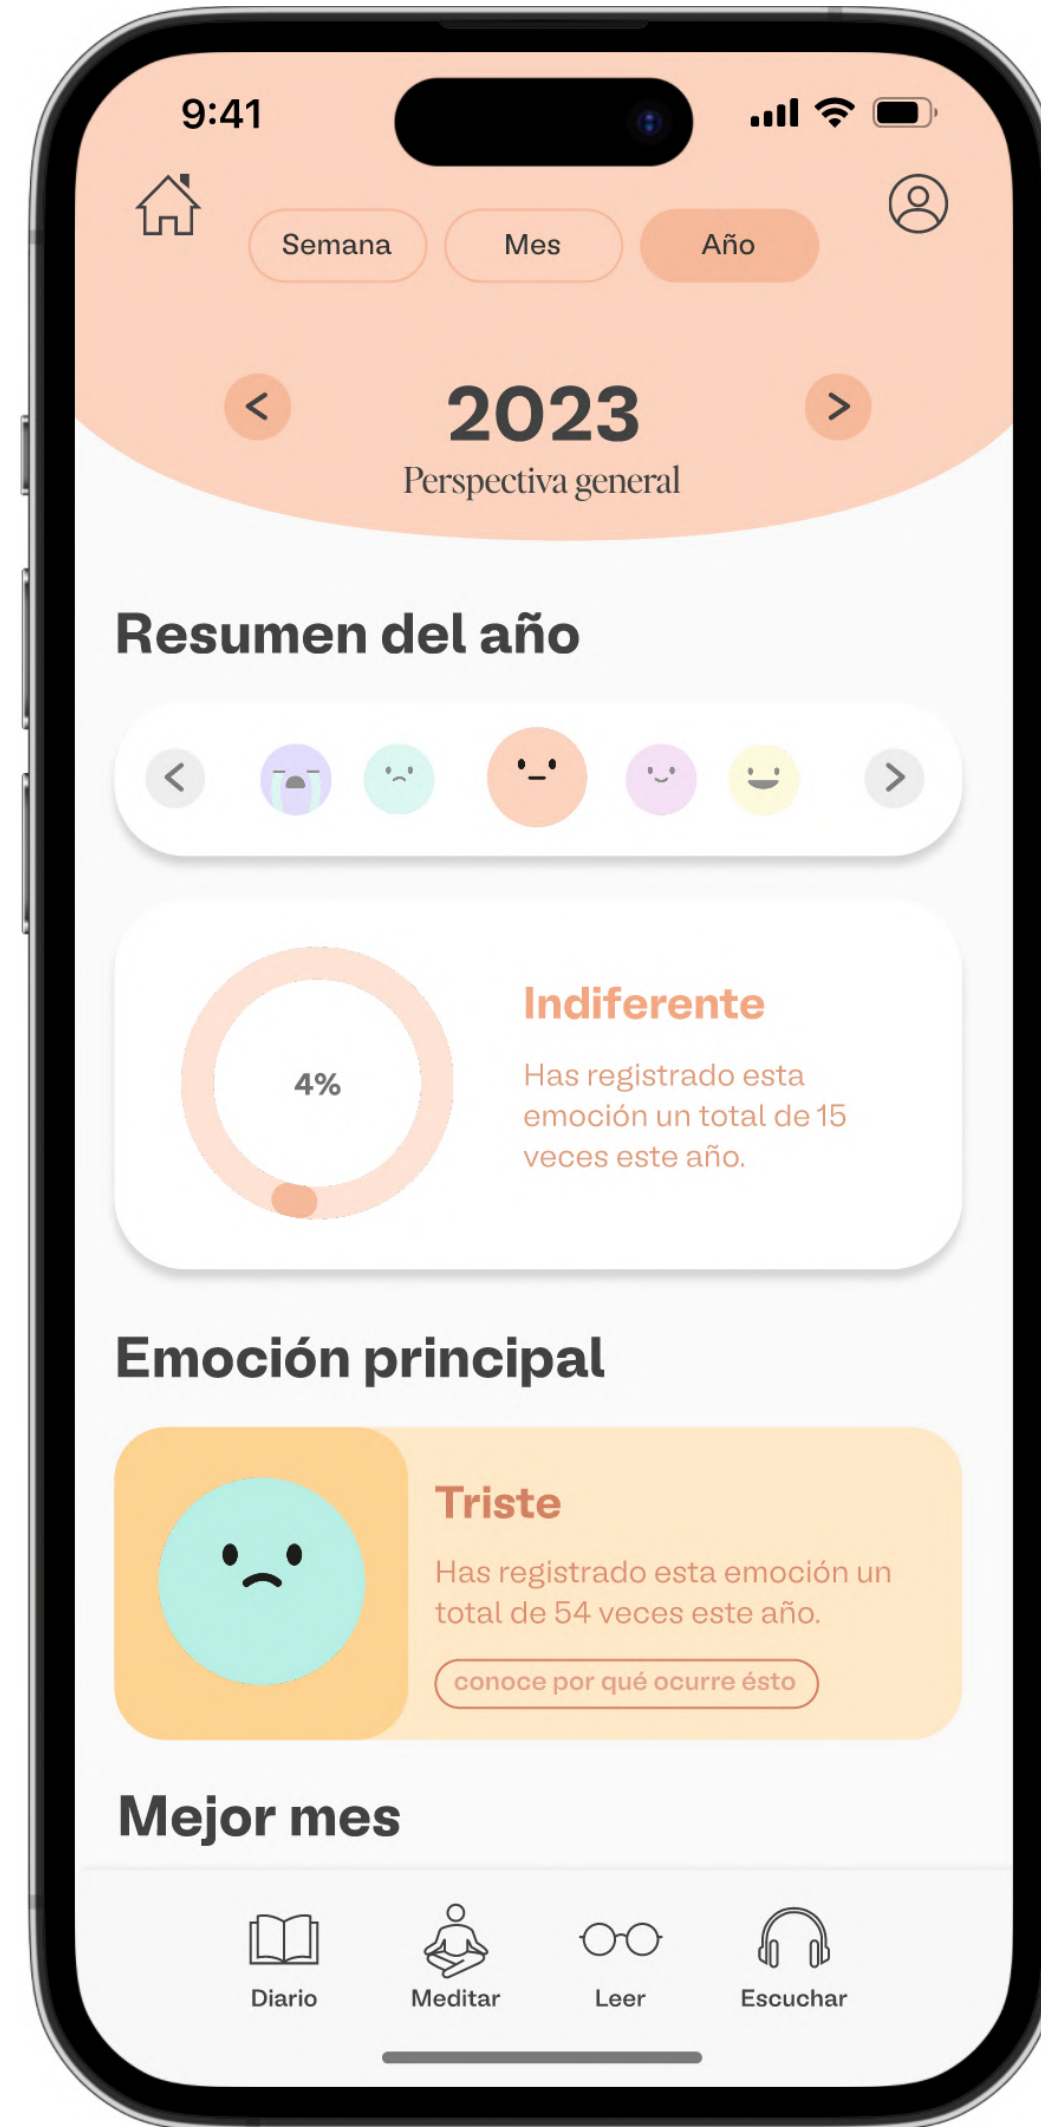 9:41
Semana
Mes
Año
<
2023
>
Perspectiva general
Resumen del año
<
>
4%
Indiferente
Has registrado esta
emoción un total de 15
veces este año.
Emoción principal
Triste
Has registrado esta emoción un
total de 54 veces este año.
conoce por qué ocurre ésto
Mejor mes
Diario
Meditar
Leer
Escuchar